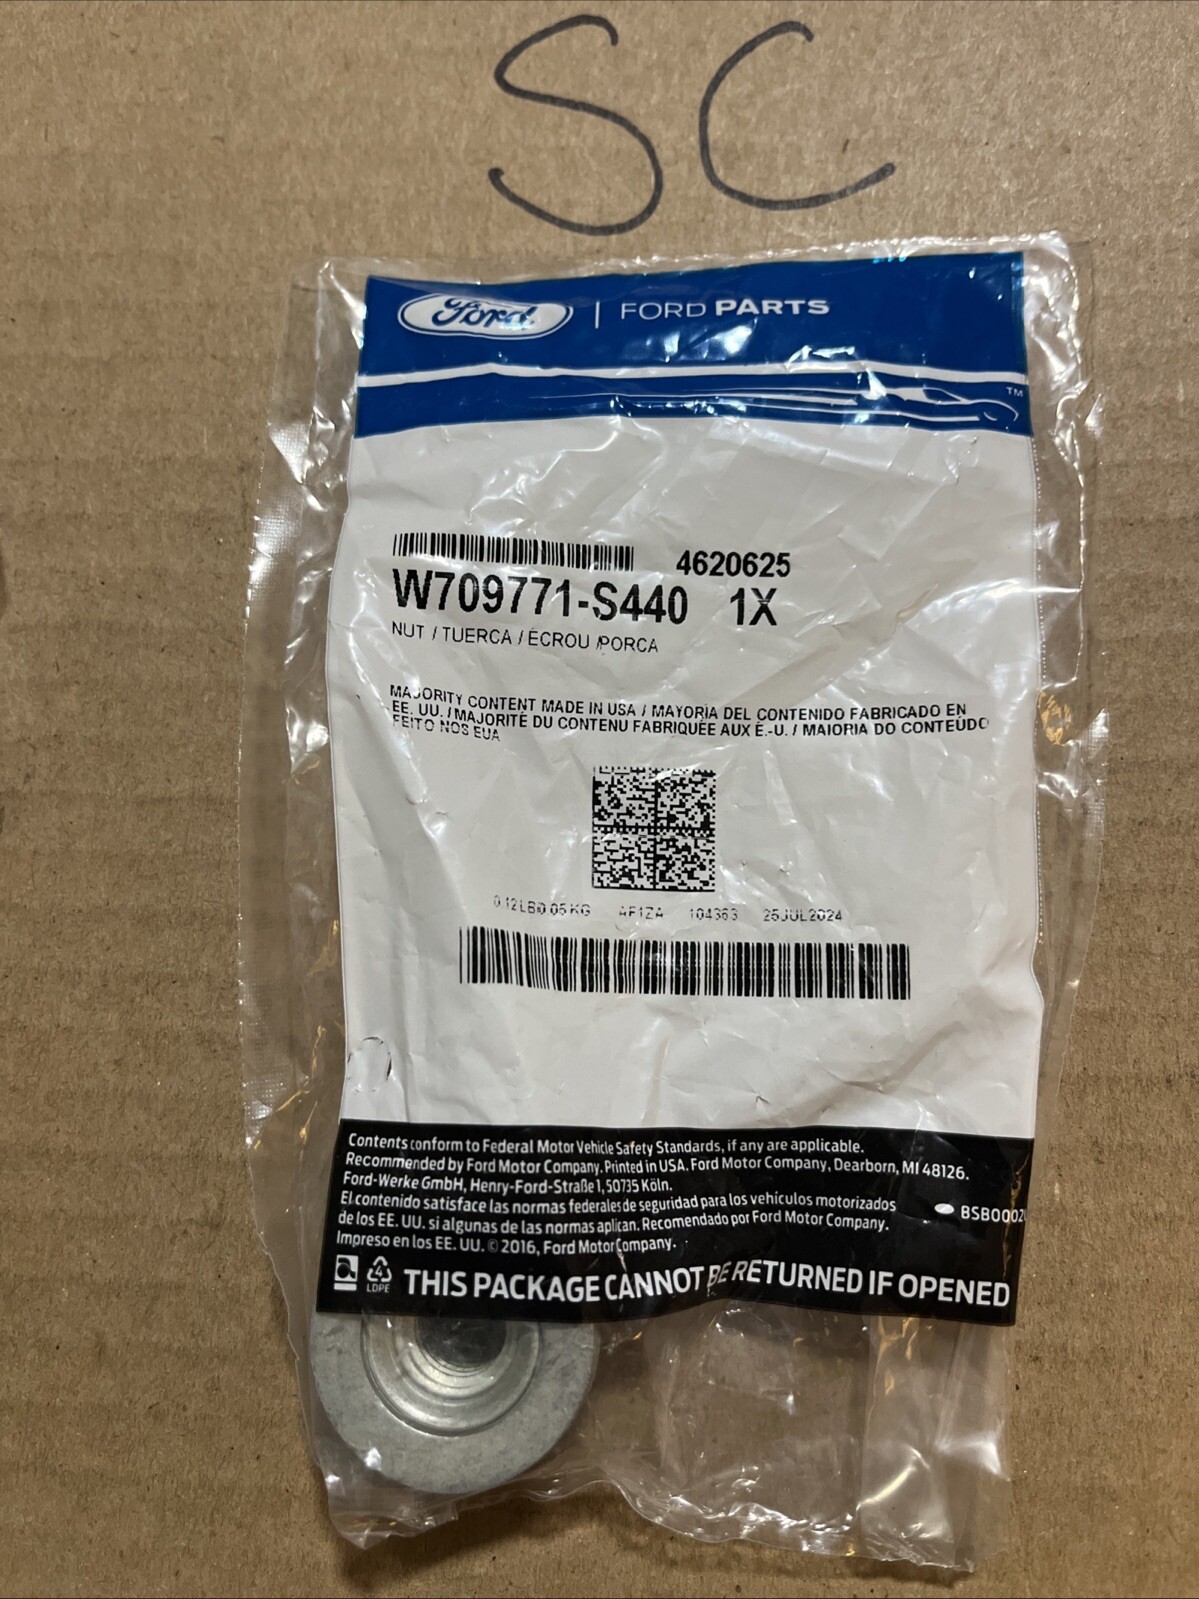 SC
Ford | FORD PARTS
TM
4620625
W709771-S440 1X
NUT / TUERCA / ÉCROU /PORCA
MAJORITY CONTENT MADE IN USA / MAYORÍA DEL CONTENIDO FABRICADO EN
EE. UU. / MAJORITÉ DU CONTENU FABRIQUÉE AUX É.-U. / MAIORIA DO CONTEÚDO
FEITO NOS EUA
0.12LB0.05KG AF1ZA 104363 25JUL2024
Contents conform to Federal Motor Vehicle Safety Standards, if any are applicable.
Recommended by Ford Motor Company. Printed in USA. Ford Motor Company, Dearborn, MI 48126.
Ford-Werke GmbH, Henry-Ford-Straße 1, 50735 Köln.
El contenido satisface las normas federales de seguridad para los vehículos motorizados
de los EE. UU. si algunas de las normas aplican. Recomendado por Ford Motor Company.
Impreso en los EE. UU. © 2016, Ford Motor Company.
4
LDPE
THIS PACKAGE CANNOT BE RETURNED IF OPENED